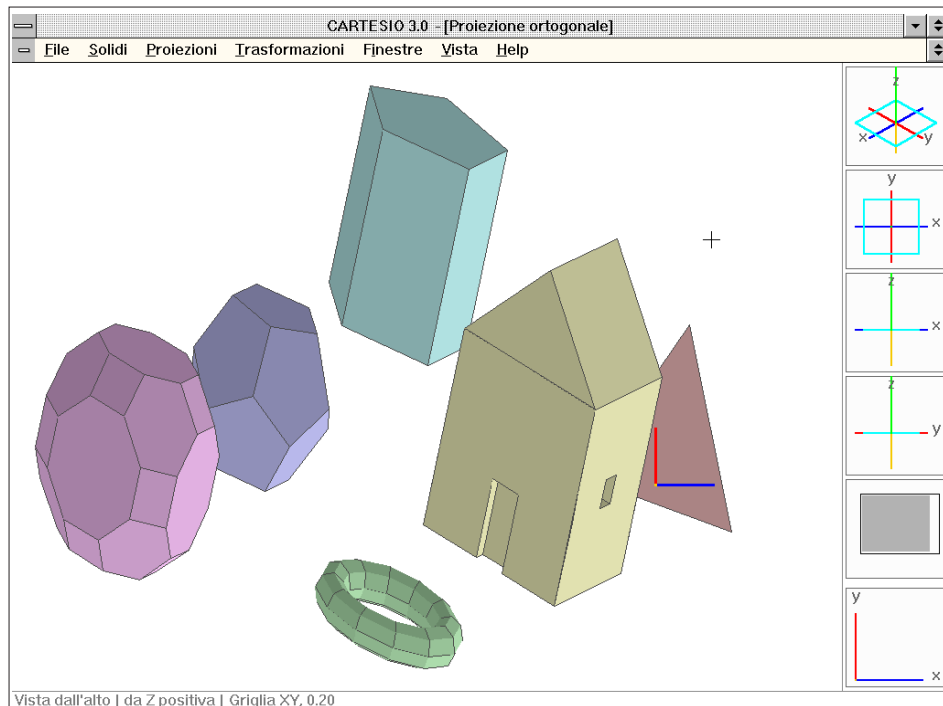 CARTESIO 3.0 - [Proiezione ortogonale]
File Solidi Proiezioni Trasformazioni Finestre Vista Help
z
x y
y
x
z
x
z
y
y
x
Vista dall'alto | da Z positiva | Griglia XY, 0.20